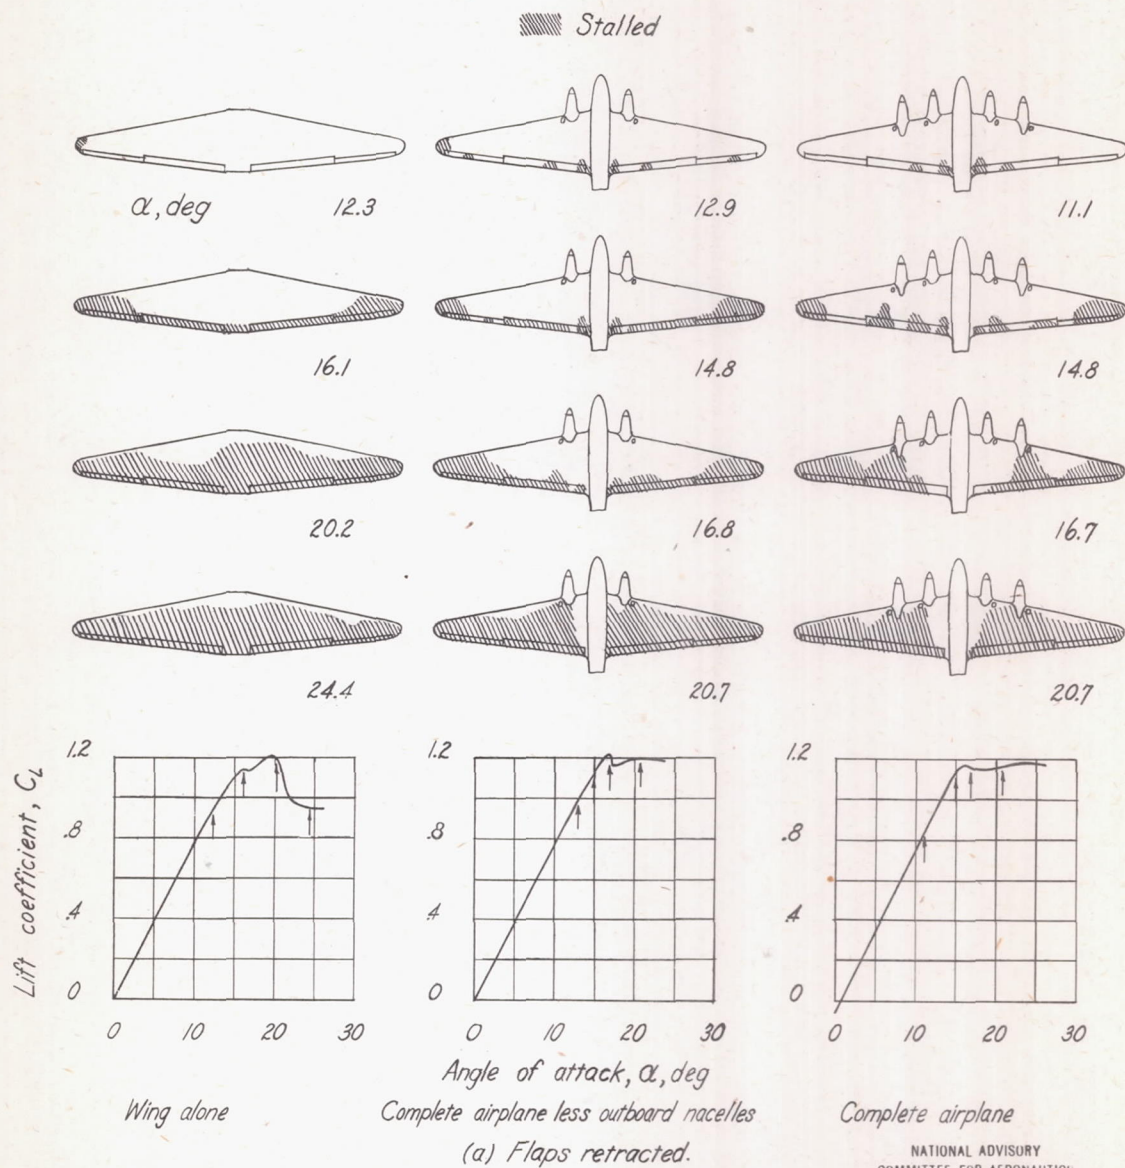 Stalled
α, deg 12.3 12.9 11.1
16.1 14.8 14.8
20.2 16.8 16.7
24.4 20.7 20.7
Lift coefficient, C_L
1.2 1.2 1.2
.8 .8 .8
.4 .4 .4
0 0 0
0 10 20 30 0 10 20 30 0 10 20 30
Angle of attack, α, deg
Wing alone Complete airplane less outboard nacelles Complete airplane
(a) Flaps retracted.
NATIONAL ADVISORY
COMMITTEE FOR AERONAUTICS